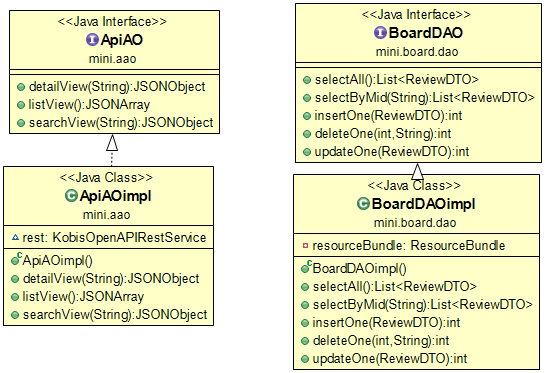 <<Java Interface>>
I ApiAO
mini.aao
detailView(String):JSONObject
listView():JSONArray
searchView(String):JSONObject
<<Java Class>>
C ApiAOimpl
mini.aao
rest: KobisOpenAPIRestService
c ApiAOimpl()
detailView(String):JSONObject
listView():JSONArray
searchView(String):JSONObject
<<Java Interface>>
I BoardDAO
mini.board.dao
selectAll():List<ReviewDTO>
selectByMid(String):List<ReviewDTO>
insertOne(ReviewDTO):int
deleteOne(int,String):int
updateOne(ReviewDTO):int
<<Java Class>>
C BoardDAOimpl
mini.board.dao
resourceBundle: ResourceBundle
c BoardDAOimpl()
selectAll():List<ReviewDTO>
selectByMid(String):List<ReviewDTO>
insertOne(ReviewDTO):int
deleteOne(int,String):int
updateOne(ReviewDTO):int